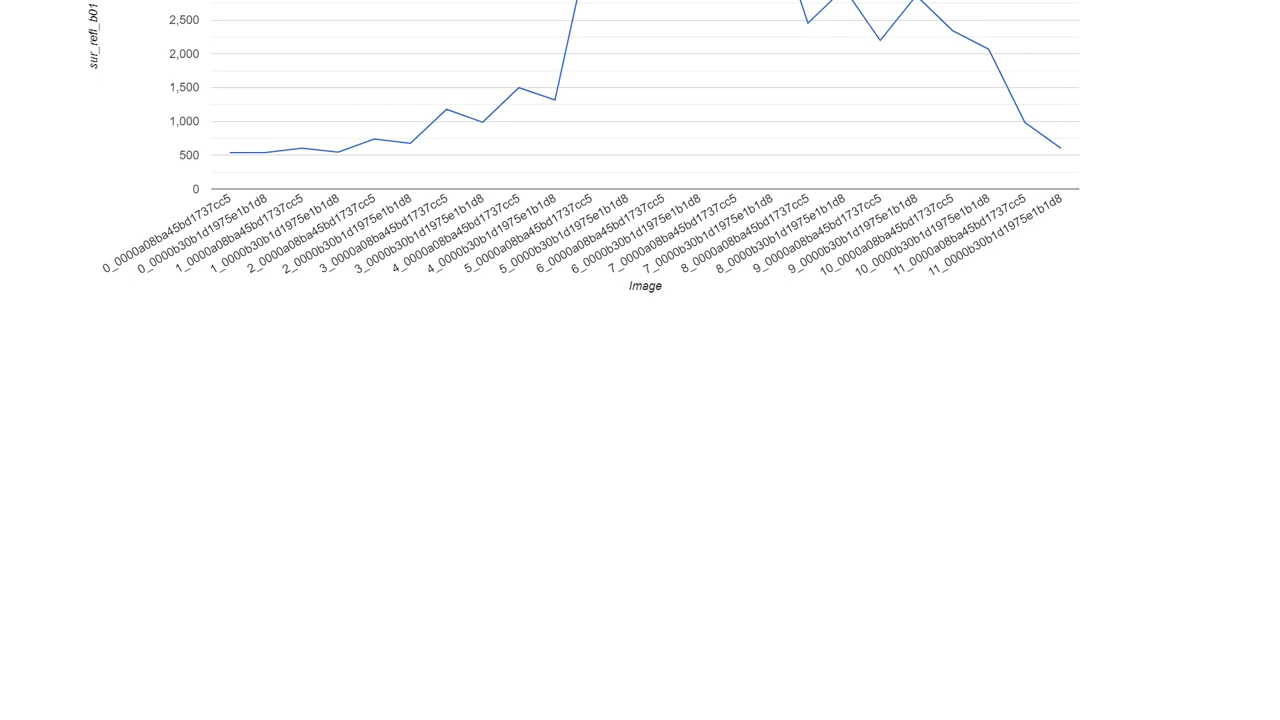 sur_refl_b01
2,500
2,000
1,500
1,000
500
0
0_0000a08ba45bd1737cc5
0_0000b30b1d1975e1b1d8
1_0000a08ba45bd1737cc5
1_0000b30b1d1975e1b1d8
2_0000a08ba45bd1737cc5
2_0000b30b1d1975e1b1d8
3_0000a08ba45bd1737cc5
3_0000b30b1d1975e1b1d8
4_0000a08ba45bd1737cc5
4_0000b30b1d1975e1b1d8
5_0000a08ba45bd1737cc5
5_0000b30b1d1975e1b1d8
6_0000a08ba45bd1737cc5
6_0000b30b1d1975e1b1d8
7_0000a08ba45bd1737cc5
7_0000b30b1d1975e1b1d8
8_0000a08ba45bd1737cc5
8_0000b30b1d1975e1b1d8
9_0000a08ba45bd1737cc5
9_0000b30b1d1975e1b1d8
10_0000a08ba45bd1737cc5
10_0000b30b1d1975e1b1d8
11_0000a08ba45bd1737cc5
11_0000b30b1d1975e1b1d8
Image